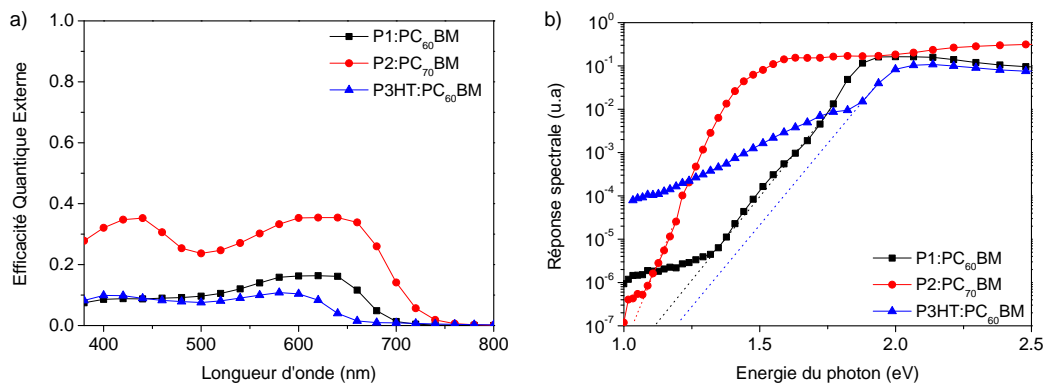 a)
Efficacité Quantique Externe
1.0
0.8
0.6
0.4
0.2
0.0
P1:PC60BM
P2:PC70BM
P3HT:PC60BM
400 500 600 700 800
Longueur d'onde (nm)
b)
Réponse spectrale (u.a)
10^0
10^-1
10^-2
10^-3
10^-4
10^-5
10^-6
10^-7
P1:PC60BM
P2:PC70BM
P3HT:PC60BM
1.0 1.5 2.0 2.5
Energie du photon (eV)